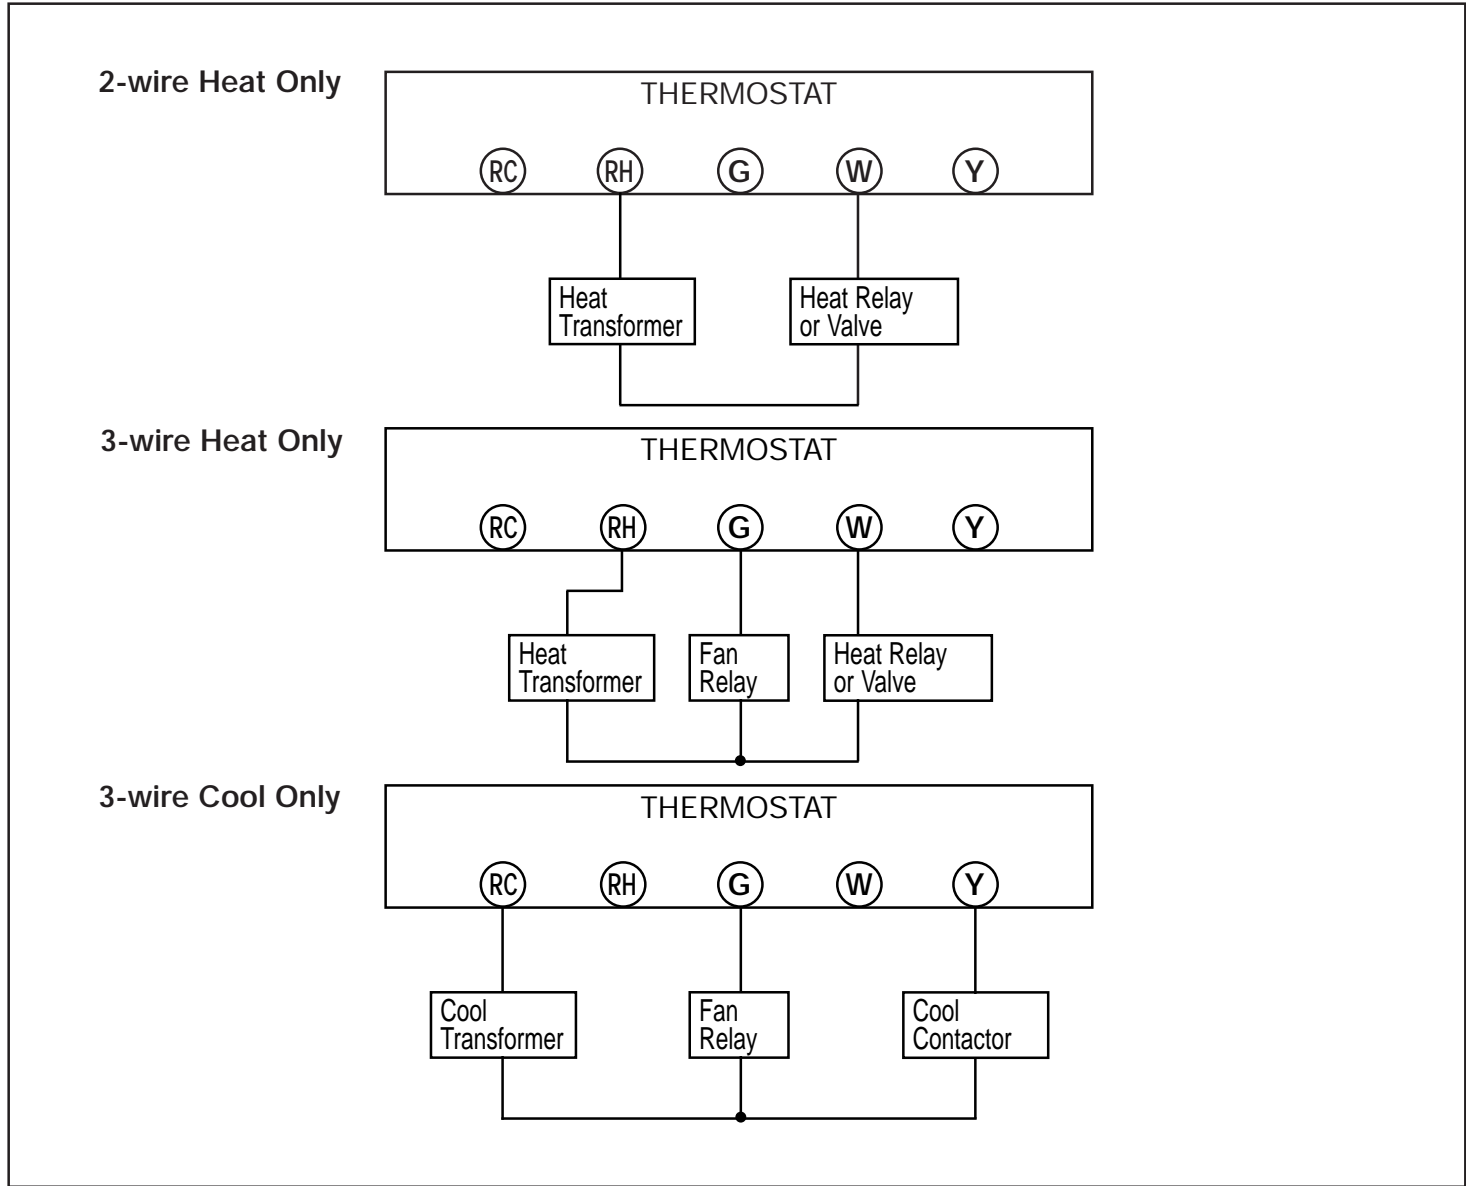 2-wire Heat Only
THERMOSTAT
RC RH G W Y
Heat
Transformer
Heat Relay
or Valve
3-wire Heat Only
THERMOSTAT
RC RH G W Y
Heat
Transformer
Fan
Relay
Heat Relay
or Valve
3-wire Cool Only
THERMOSTAT
RC RH G W Y
Cool
Transformer
Fan
Relay
Cool
Contactor